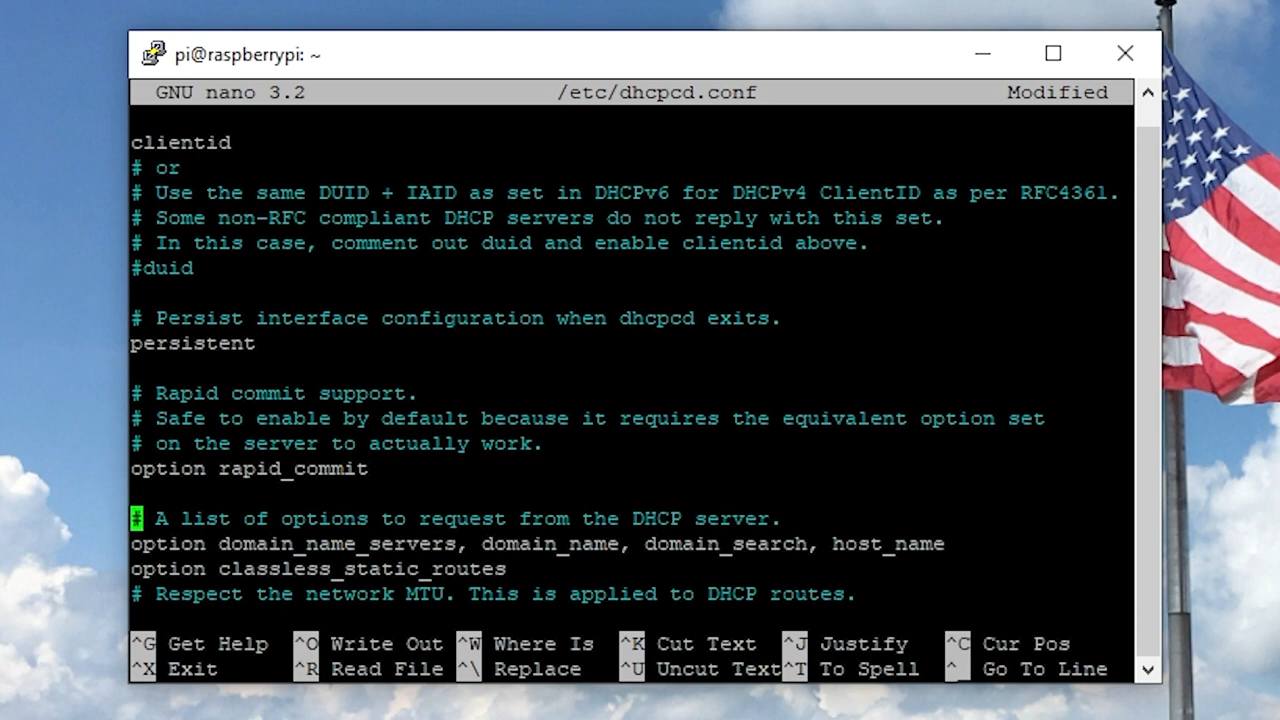 pi@raspberrypi: ~
GNU nano 3.2 /etc/dhcpcd.conf Modified
clientid
# or
# Use the same DUID + IAID as set in DHCPv6 for DHCPv4 ClientID as per RFC4361.
# Some non-RFC compliant DHCP servers do not reply with this set.
# In this case, comment out duid and enable clientid above.
#duid
# Persist interface configuration when dhcpcd exits.
persistent
# Rapid commit support.
# Safe to enable by default because it requires the equivalent option set
# on the server to actually work.
option rapid_commit
# A list of options to request from the DHCP server.
option domain_name_servers, domain_name, domain_search, host_name
option classless_static_routes
# Respect the network MTU. This is applied to DHCP routes.
^G Get Help ^O Write Out ^W Where Is ^K Cut Text ^J Justify ^C Cur Pos
^X Exit ^R Read File ^\ Replace ^U Uncut Text ^T To Spell ^_ Go To Line